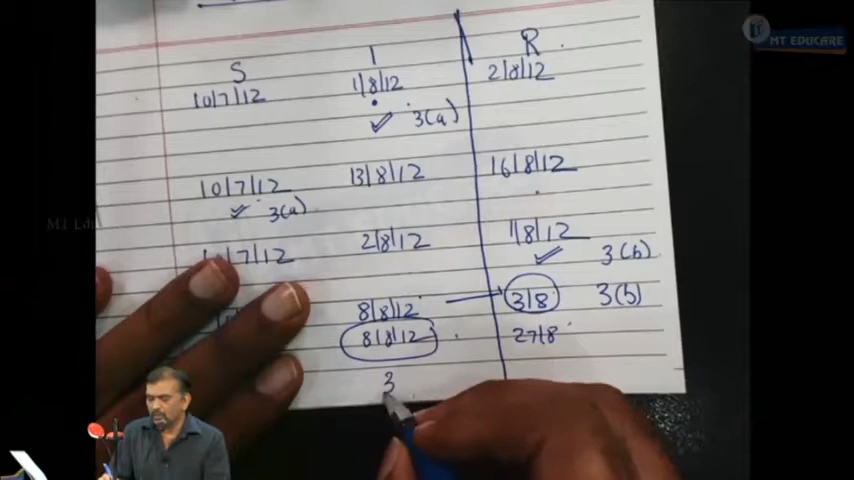 MT EDUCARE
S I R
10/7/12 1/8/12 2/8/12
✓ 3(a)
10/7/12 13/8/12 16/8/12
✓ 3(a)
/7/12 2/8/12 1/8/12
✓ 3(b)
8/8/12 → 3/8 3(b)
8/8/12 27/8
3